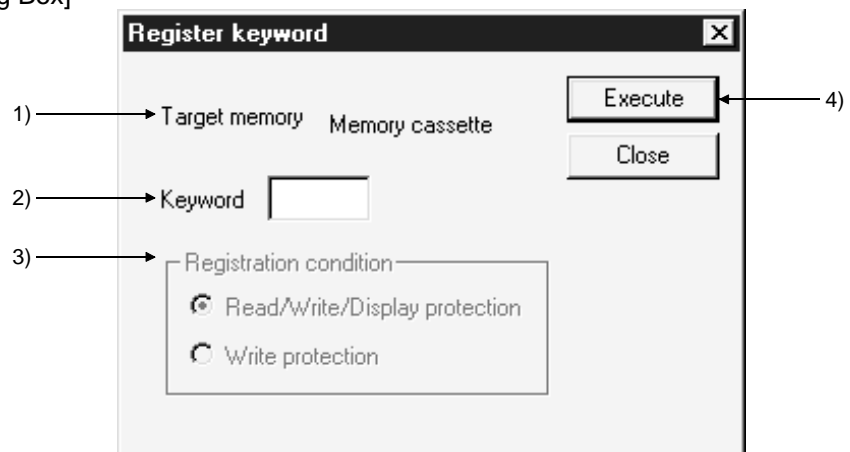 g Box]
Register keyword
1) Target memory Memory cassette Execute 4)
Close
2) Keyword
3) Registration condition
Read/Write/Display protection
Write protection